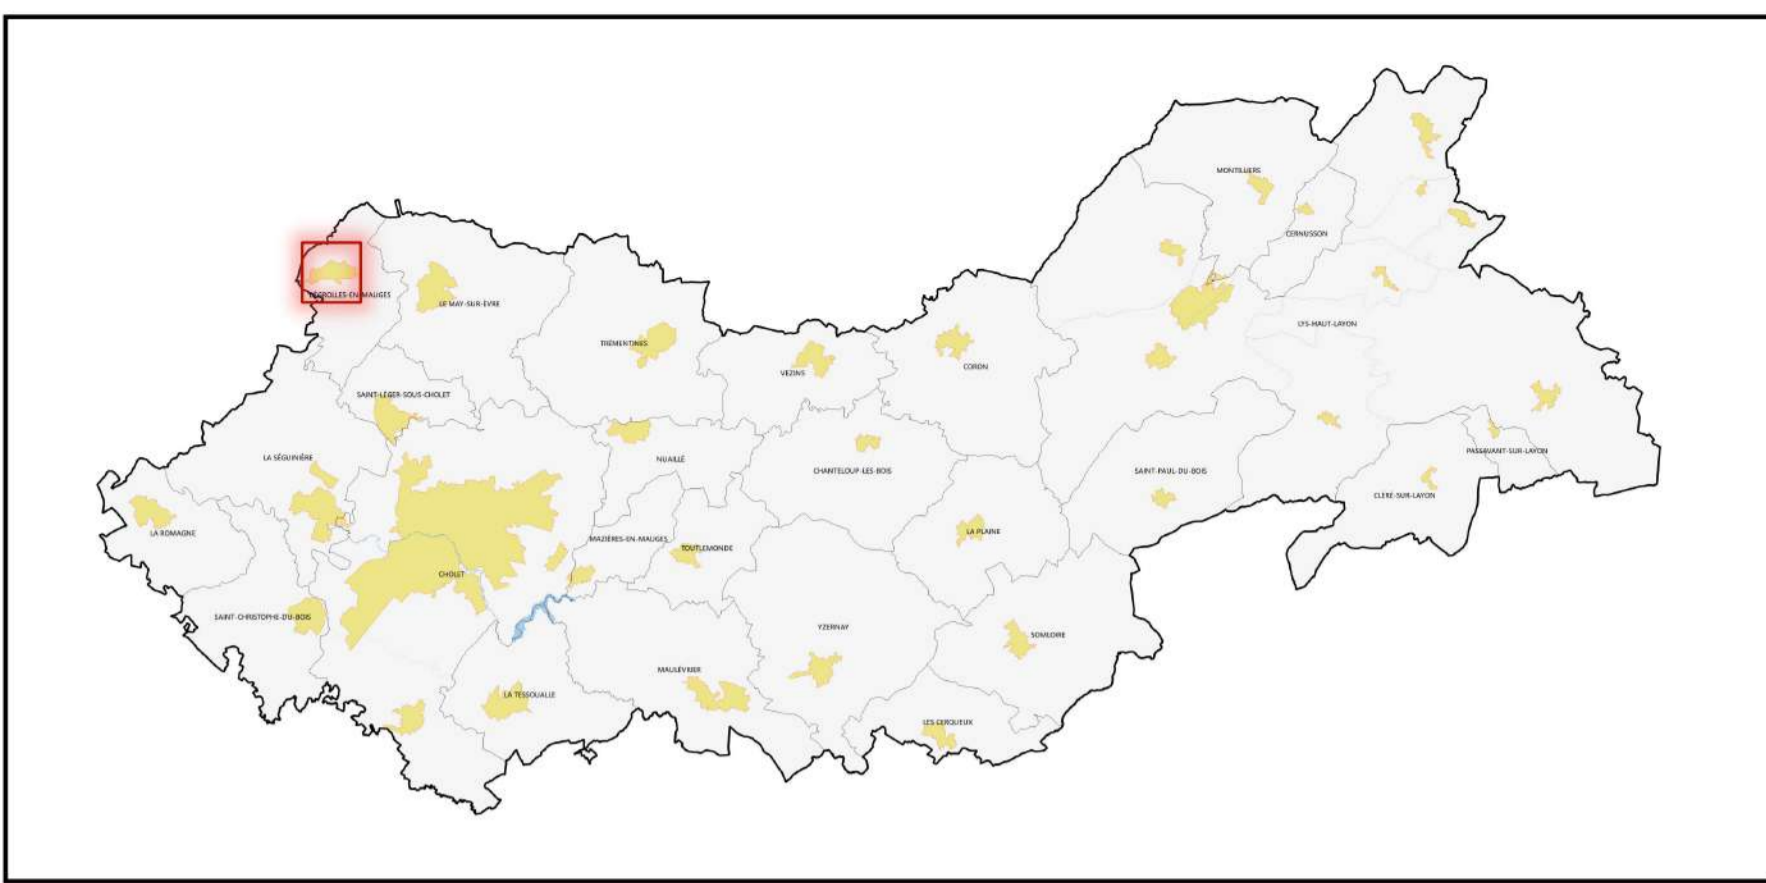 MONTILLIERS
CERNUSSON
BÉGROLLES-EN-MAUGES
LE MAY-SUR-EVRE
LYS-HAUT-LAYON
TRÉMENTINES
VEZINS
CORON
SAINT-LÉGER-SOUS-CHOLET
LA SÉGUINIÈRE
NUAILLÉ
CHANTELOUP-LES-BOIS
SAINT-PAUL-DU-BOIS
PASSAVANT-SUR-LAYON
CLERE-SUR-LAYON
LA ROMAGNE
LA PLAINE
MAZIÈRES-EN-MAUGES
TOUTLEMONDE
CHOLET
SAINT-CHRISTOPHE-DU-BOIS
YZERNAY
SOMLOIRE
MAULÉVRIER
LA TESSOUALLE
LES CERQUEUX